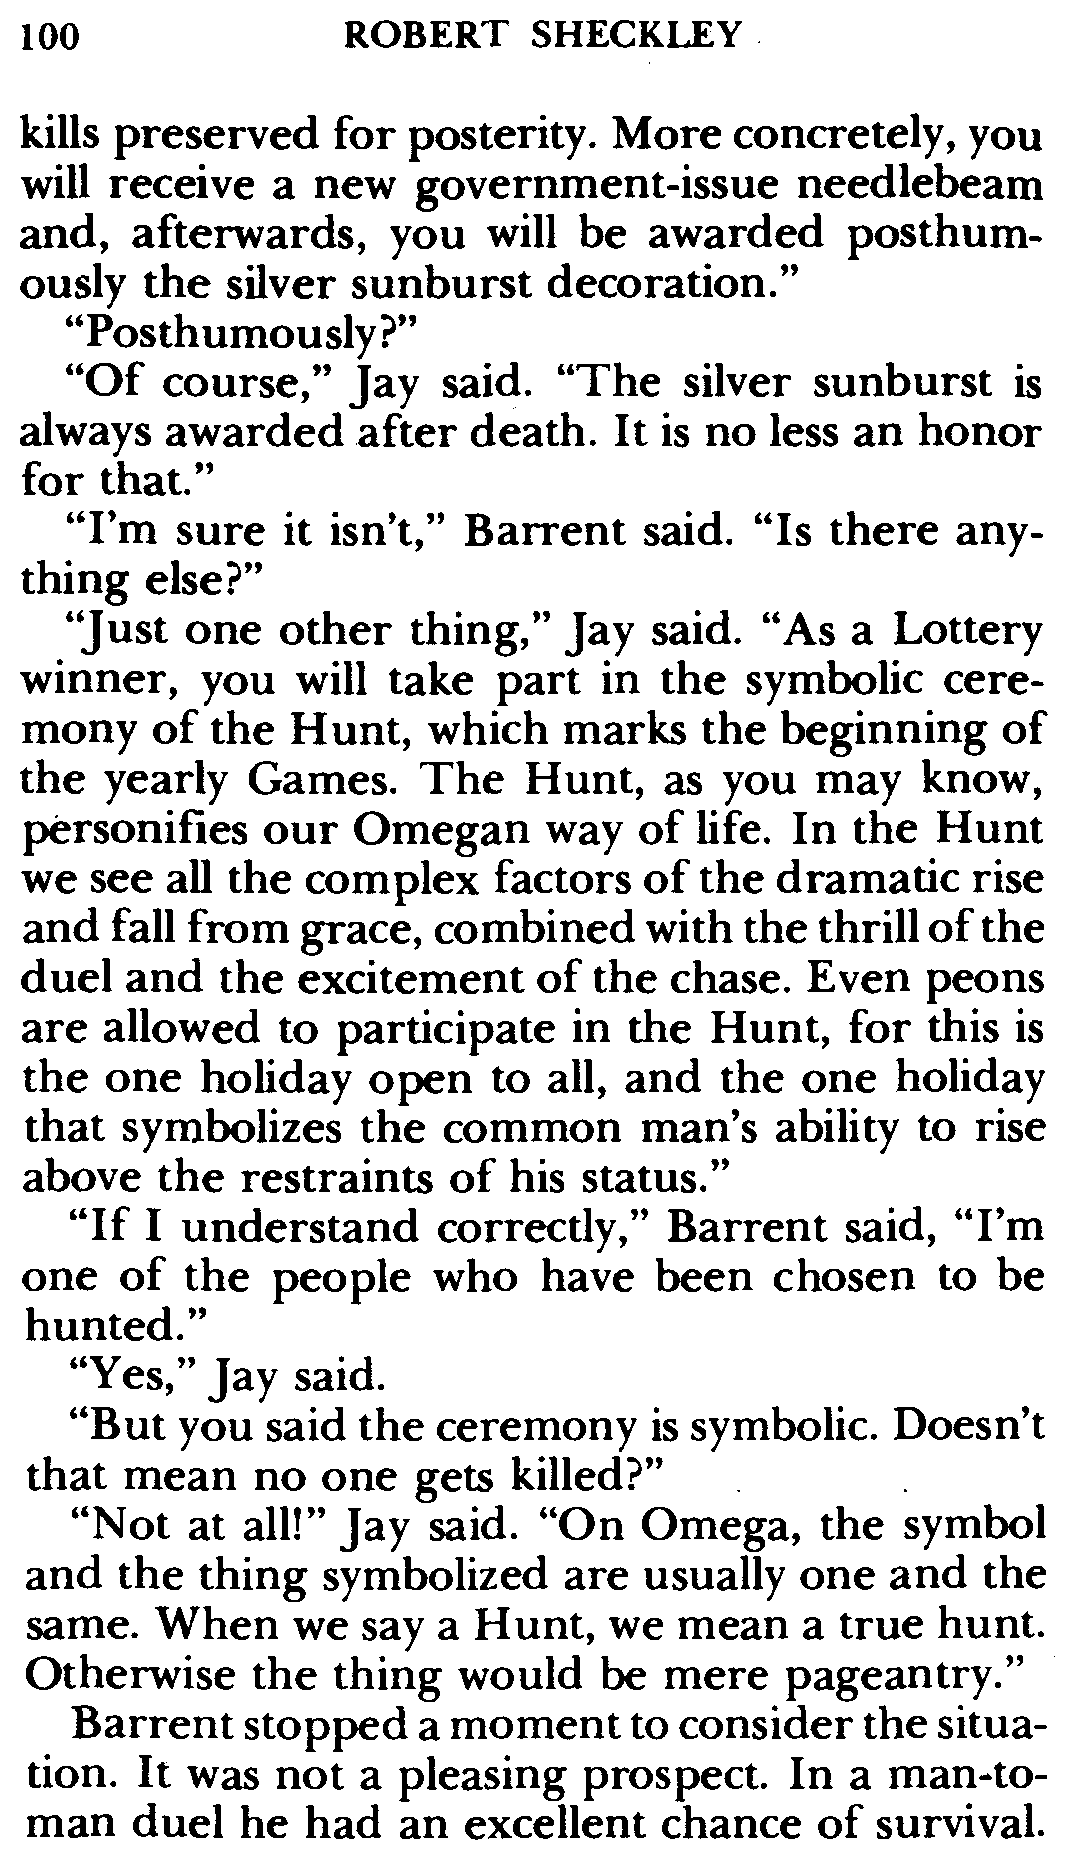 100 ROBERT SHECKLEY
kills preserved for posterity. More concretely, you
will receive a new government-issue needlebeam
and, afterwards, you will be awarded posthum-
ously the silver sunburst decoration.”
“Posthumously?”
“Of course,” Jay said. “The silver sunburst is
always awarded after death. It is no less an honor
for that.”
“I’m sure it isn’t,” Barrent said. “Is there any-
thing else?”
“Just one other thing,” Jay said. “As a Lottery
winner, you will take part in the symbolic cere-
mony of the Hunt, which marks the beginning of
the yearly Games. The Hunt, as you may know,
personifies our Omegan way of life. In the Hunt
we see all the complex factors of the dramatic rise
and fall from grace, combined with the thrill of the
duel and the excitement of the chase. Even peons
are allowed to participate in the Hunt, for this is
the one holiday open to all, and the one holiday
that symbolizes the common man’s ability to rise
above the restraints of his status.”
“If I understand correctly,” Barrent said, “I’m
one of the people who have been chosen to be
hunted.”
“Yes,” Jay said.
“But you said the ceremony is symbolic. Doesn’t
that mean no one gets killed?”
“Not at all!” Jay said. “On Omega, the symbol
and the thing symbolized are usually one and the
same. When we say a Hunt, we mean a true hunt.
Otherwise the thing would be mere pageantry.”
Barrent stopped a moment to consider the situa-
tion. It was not a pleasing prospect. In a man-to-
man duel he had an excellent chance of survival.